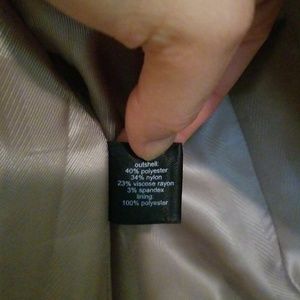 outshell:
40% polyester
34% nylon
23% viscose rayon
3% spandex
lining:
100% polyester